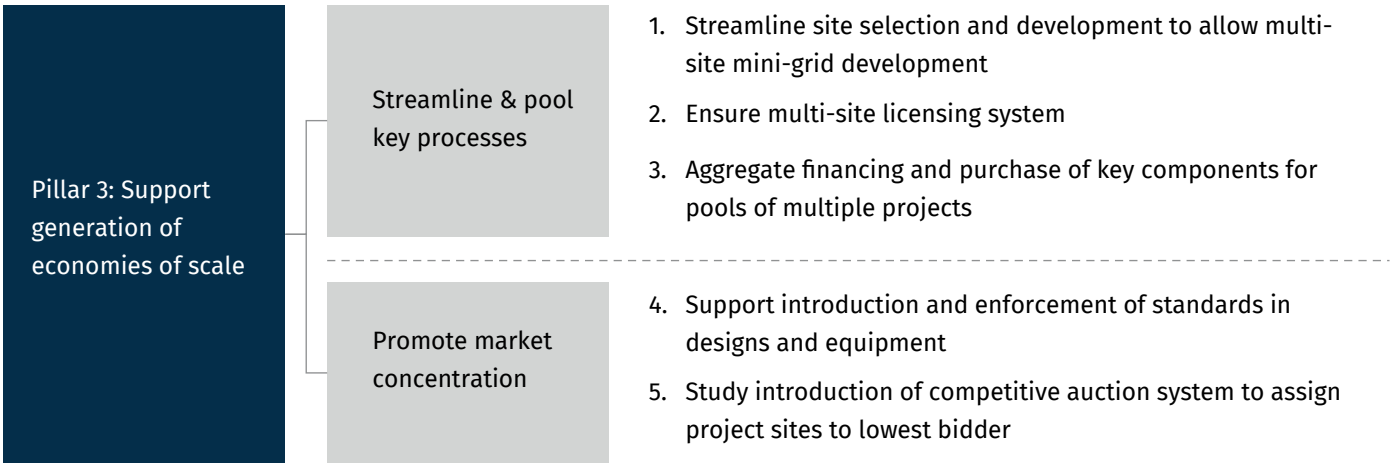 Pillar 3: Support
generation of
economies of scale
Streamline & pool
key processes
1. Streamline site selection and development to allow multi-
site mini-grid development
2. Ensure multi-site licensing system
3. Aggregate financing and purchase of key components for
pools of multiple projects
Promote market
concentration
4. Support introduction and enforcement of standards in
designs and equipment
5. Study introduction of competitive auction system to assign
project sites to lowest bidder